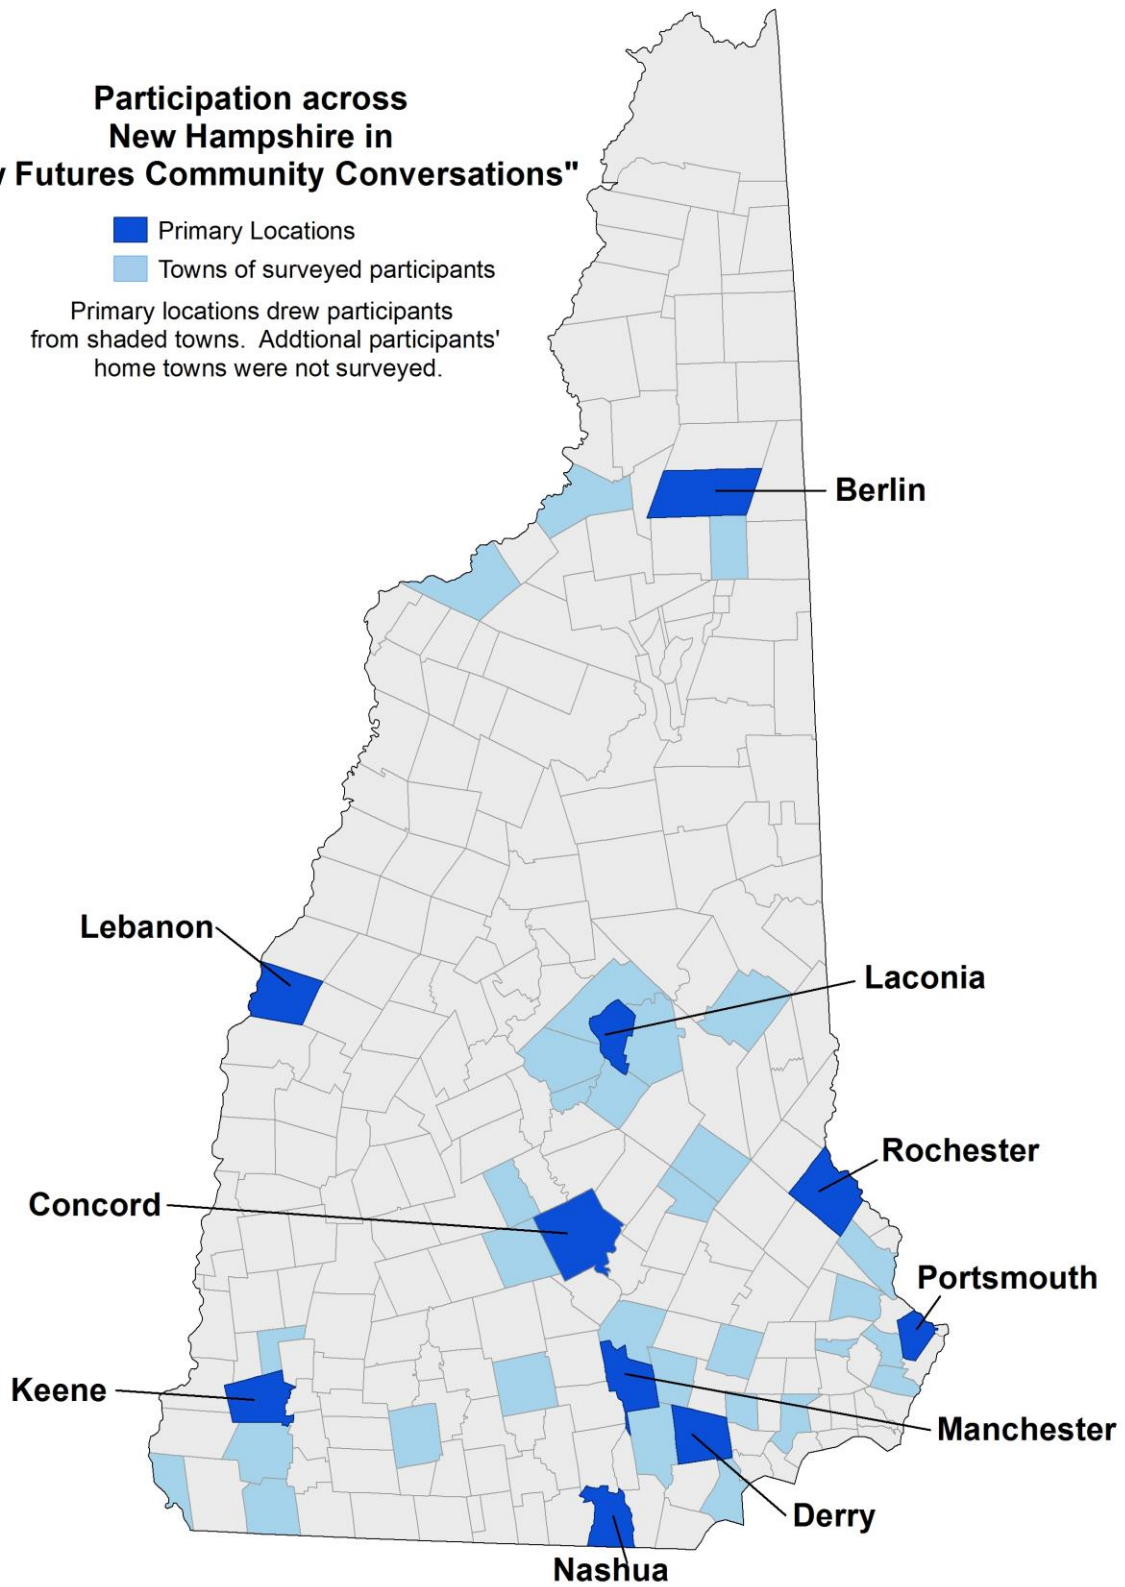 Participation across
New Hampshire in
Futures Community Conversations"
Primary Locations
Towns of surveyed participants
Primary locations drew participants
from shaded towns. Addtional participants'
home towns were not surveyed.
Berlin
Lebanon
Laconia
Rochester
Concord
Portsmouth
Keene
Manchester
Derry
Nashua